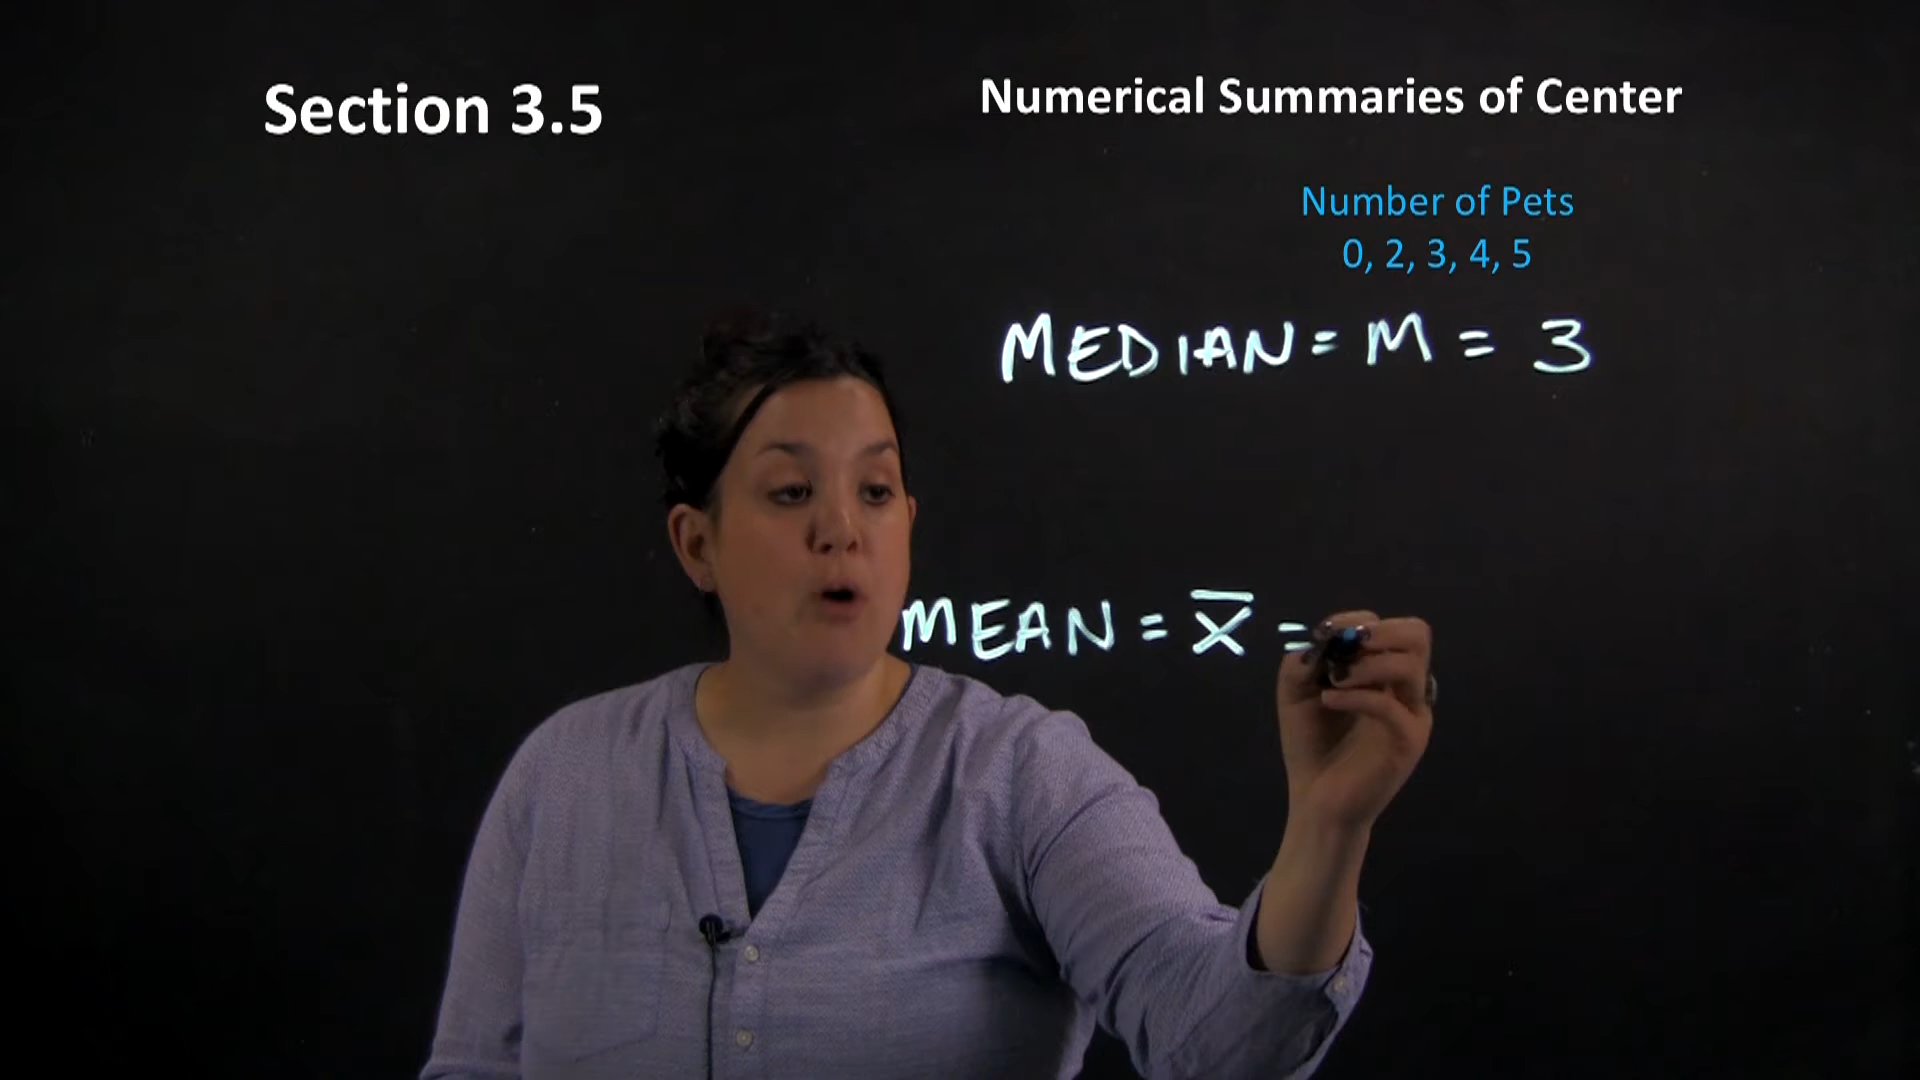 Section 3.5
Numerical Summaries of Center
Number of Pets
0, 2, 3, 4, 5
MEDIAN = M = 3
MEAN = x̅ =